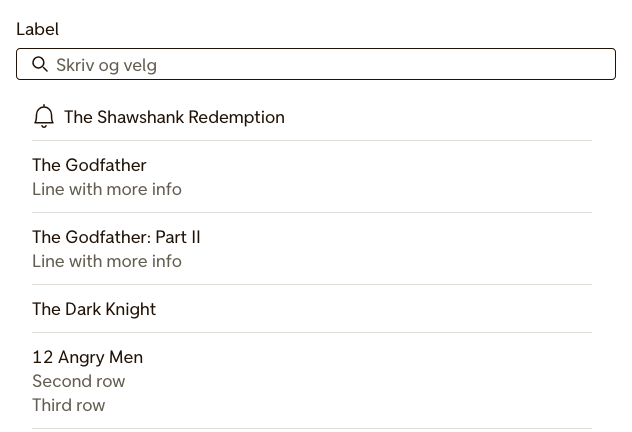 Label
Skriv og velg
The Shawshank Redemption
The Godfather
Line with more info
The Godfather: Part II
Line with more info
The Dark Knight
12 Angry Men
Second row
Third row